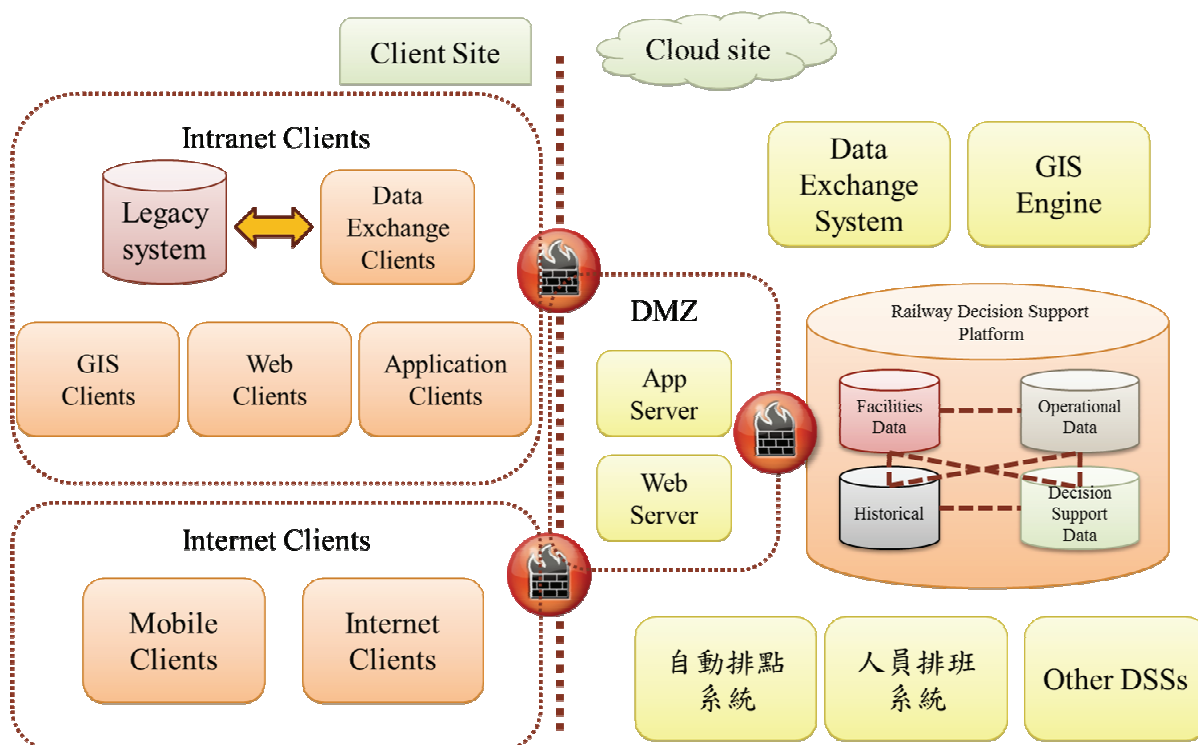 Client Site
Cloud site
Intranet Clients
Legacy
system
Data
Exchange
Clients
GIS
Clients
Web
Clients
Application
Clients
Internet Clients
Mobile
Clients
Internet
Clients
Data
Exchange
System
GIS
Engine
DMZ
App
Server
Web
Server
Railway Decision Support
Platform
Facilities
Data
Operational
Data
Historical
Decision
Support
Data
自動排點
系統
人員排班
系統
Other DSSs